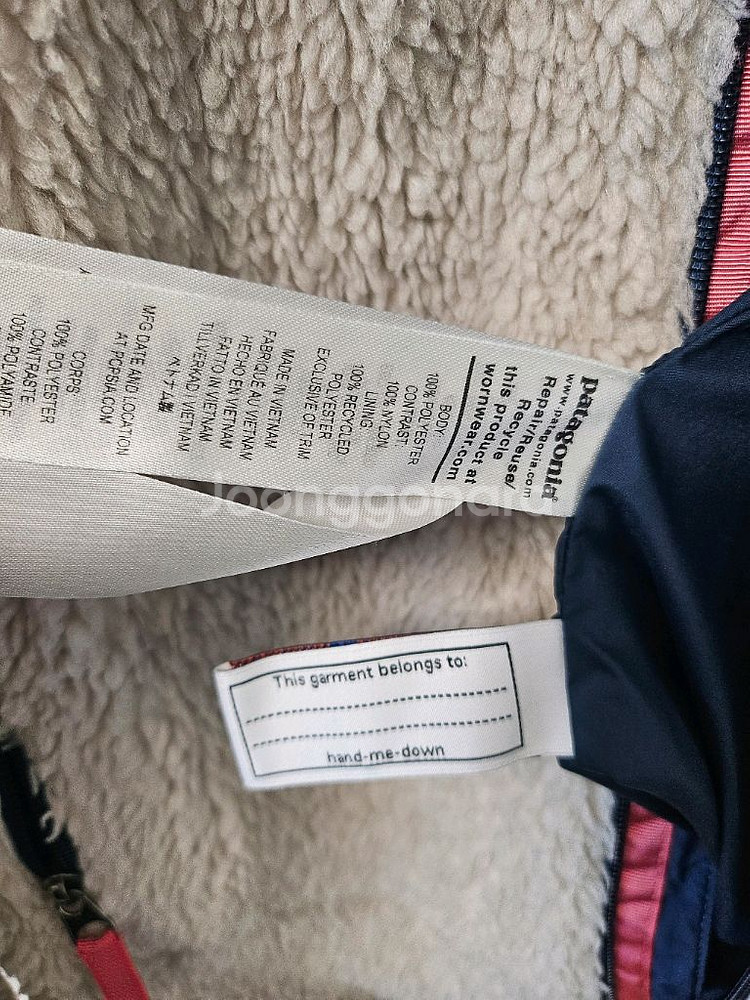 patagonia®
www.patagonia.com
Repair/Reuse/
Recycle
this product at
wornwear.com
BODY:
100% POLYESTER
CONTRAST:
100% NYLON
LINING:
100% RECYCLED
POLYESTER
EXCLUSIVE OF TRIM
MADE IN VIETNAM
FABRIQUÉ AU VIETNAM
HECHO EN VIETNAM
FATTO IN VIETNAM
TILLVERKAD VIETNAM
ベトナム製
MFG DATE AND LOCATION
AT PCPSIA.COM
CORPS
100% POLYESTER
CONTRASTE:
100% POLYAMIDE
Joonggonara
This garment belongs to:
hand-me-down